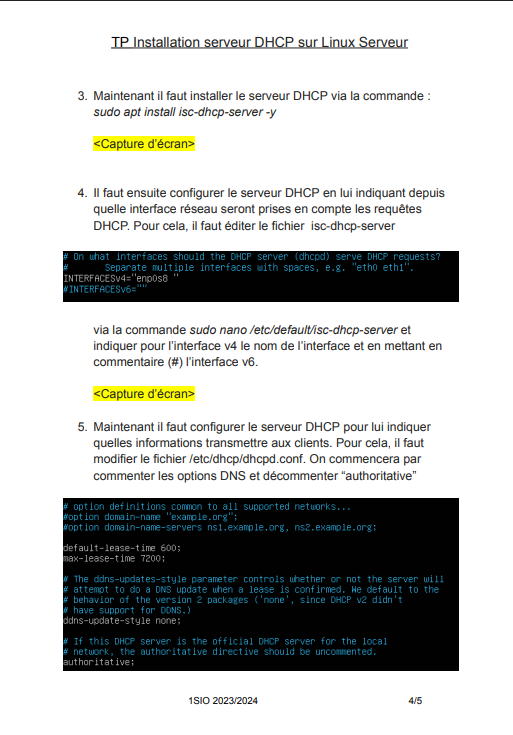 TP Installation serveur DHCP sur Linux Serveur
3. Maintenant il faut installer le serveur DHCP via la commande :
sudo apt install isc-dhcp-server -y
<Capture d'écran>
4. Il faut ensuite configurer le serveur DHCP en lui indiquant depuis
quelle interface réseau seront prises en compte les requêtes
DHCP. Pour cela, il faut éditer le fichier  isc-dhcp-server
# On what interfaces should the DHCP server (dhcpd) serve DHCP requests?
#       Separate multiple interfaces with spaces, e.g. "eth0 eth1".
INTERFACESv4="enp0s8 "
#INTERFACESv6=""
via la commande sudo nano /etc/default/isc-dhcp-server et
indiquer pour l'interface v4 le nom de l'interface et en mettant en
commentaire (#) l'interface v6.
<Capture d'écran>
5. Maintenant il faut configurer le serveur DHCP pour lui indiquer
quelles informations transmettre aux clients. Pour cela, il faut
modifier le fichier /etc/dhcp/dhcpd.conf. On commencera par
commenter les options DNS et décommenter “authoritative”
# option definitions common to all supported networks...
#option domain-name "example.org";
#option domain-name-servers ns1.example.org, ns2.example.org;
default-lease-time 600;
max-lease-time 7200;
# The ddns-updates-style parameter controls whether or not the server will
# attempt to do a DNS update when a lease is confirmed. We default to the
# behavior of the version 2 packages ('none', since DHCP v2 didn't
# have support for DDNS.)
ddns-update-style none;
# If this DHCP server is the official DHCP server for the local
# network, the authoritative directive should be uncommented.
authoritative;
1SIO 2023/2024 4/5